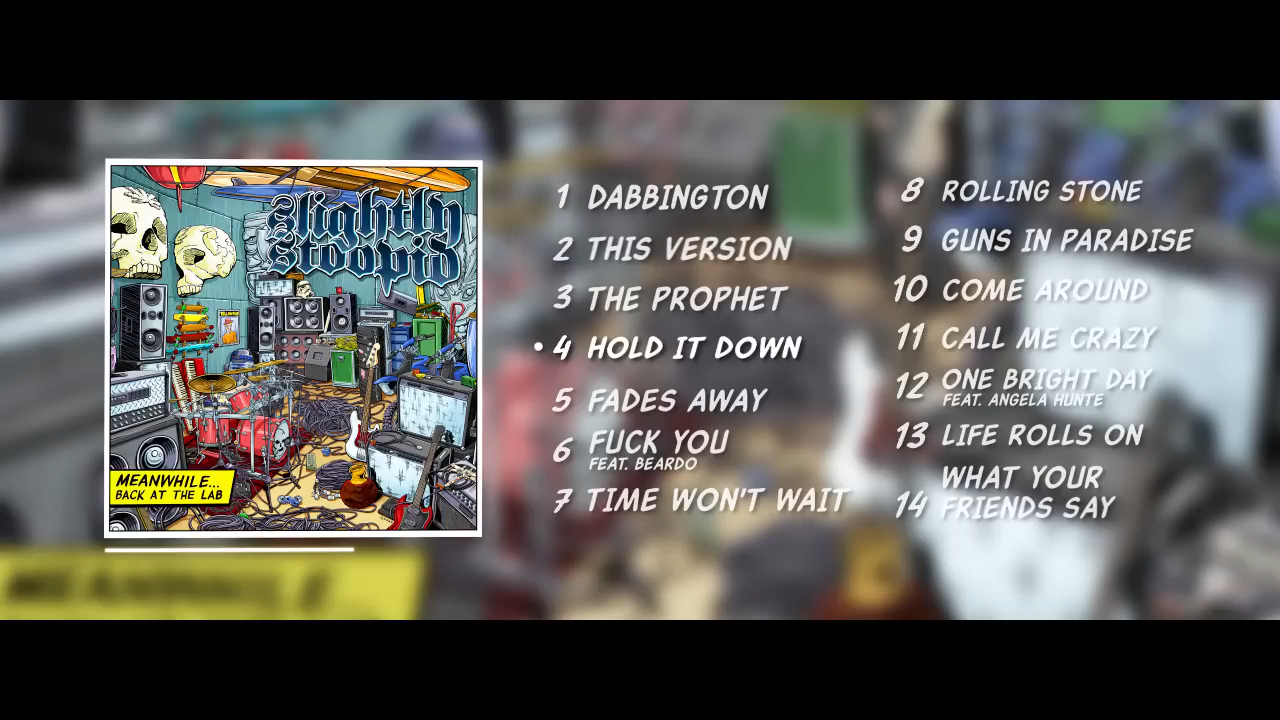 slightly
stoopid
MEANWHILE...
BACK AT THE LAB
1 DABBINGTON
2 THIS VERSION
3 THE PROPHET
• 4 HOLD IT DOWN
5 FADES AWAY
6 FUCK YOU
FEAT. BEARDO
7 TIME WON'T WAIT
8 ROLLING STONE
9 GUNS IN PARADISE
10 COME AROUND
11 CALL ME CRAZY
12 ONE BRIGHT DAY
FEAT. ANGELA HUNTE
13 LIFE ROLLS ON
WHAT YOUR
14 FRIENDS SAY